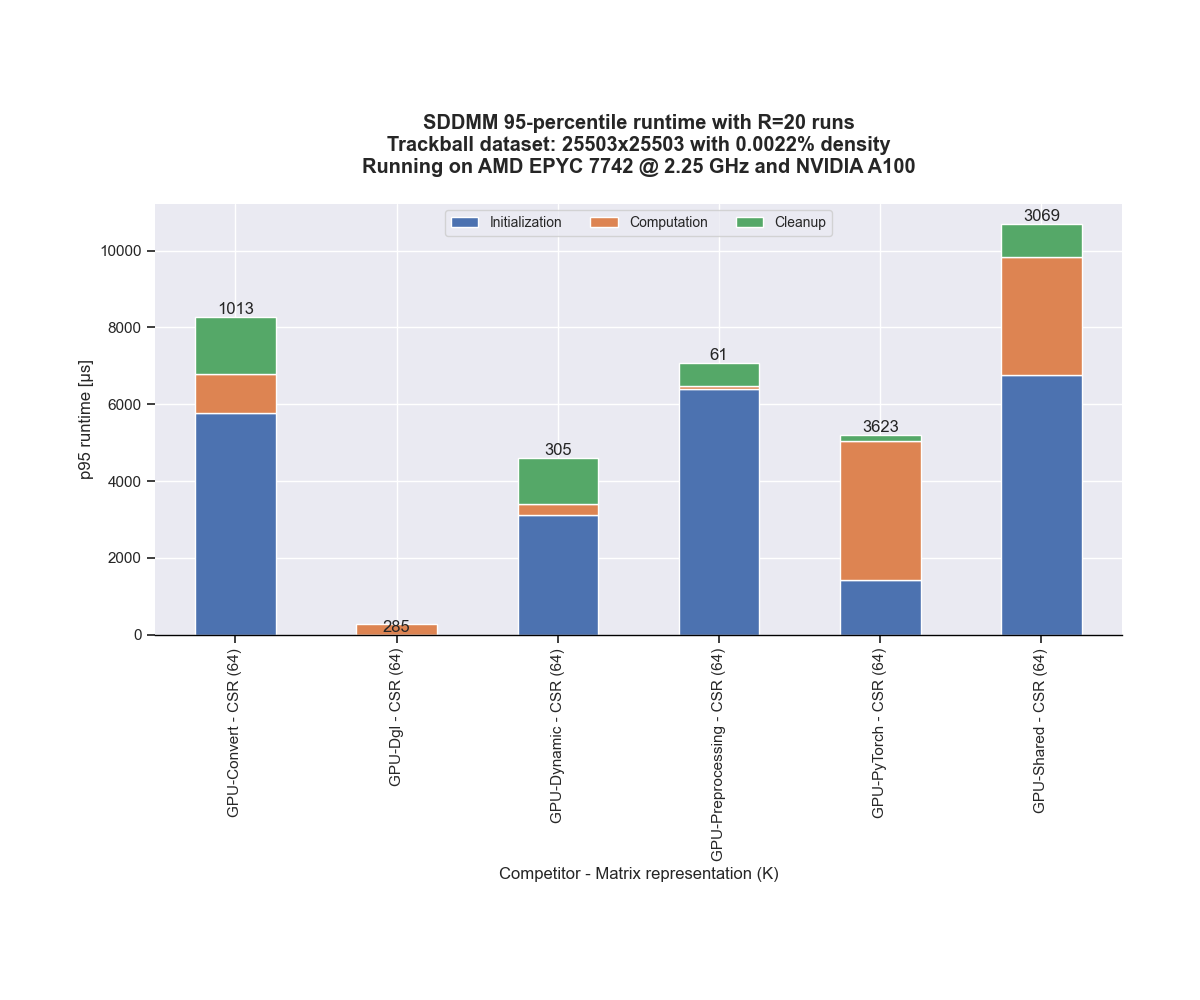 SDDMM 95-percentile runtime with R=20 runs
Trackball dataset: 25503x25503 with 0.0022% density
Running on AMD EPYC 7742 @ 2.25 GHz and NVIDIA A100
Initialization
Computation
Cleanup
p95 runtime [µs]
10000
8000
6000
4000
2000
0
1013
285
305
61
3623
3069
GPU-Convert - CSR (64)
GPU-Dgl - CSR (64)
GPU-Dynamic - CSR (64)
GPU-Preprocessing - CSR (64)
GPU-PyTorch - CSR (64)
GPU-Shared - CSR (64)
Competitor - Matrix representation (K)